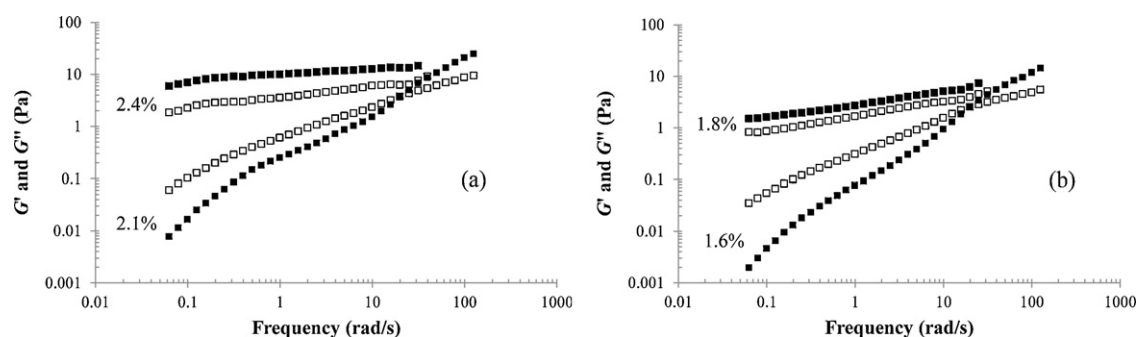 100
10
1
0.1
0.01
0.001
G' and G'' (Pa)
2.4%
2.1%
(a)
0.01 0.1 1 10 100 1000
Frequency (rad/s)
100
10
1
0.1
0.01
0.001
G' and G'' (Pa)
1.8%
1.6%
(b)
0.01 0.1 1 10 100 1000
Frequency (rad/s)